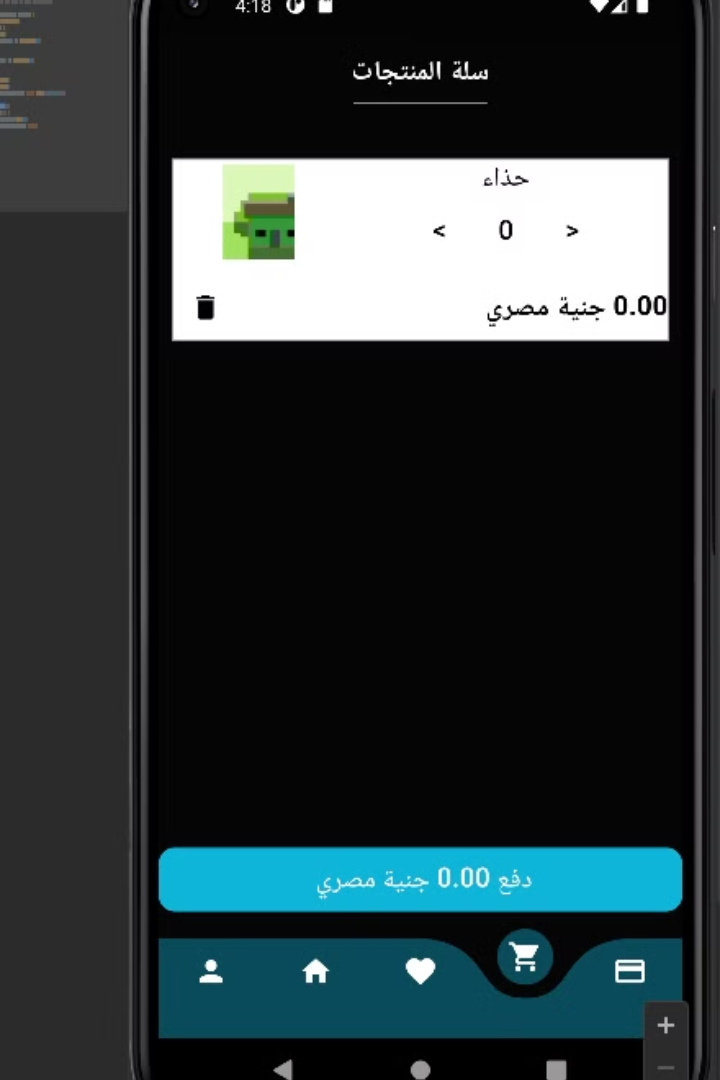 4:18
سلة المنتجات
حذاء
< 0 >
0.00 جنية مصري
دفع 0.00 جنية مصري
+
−